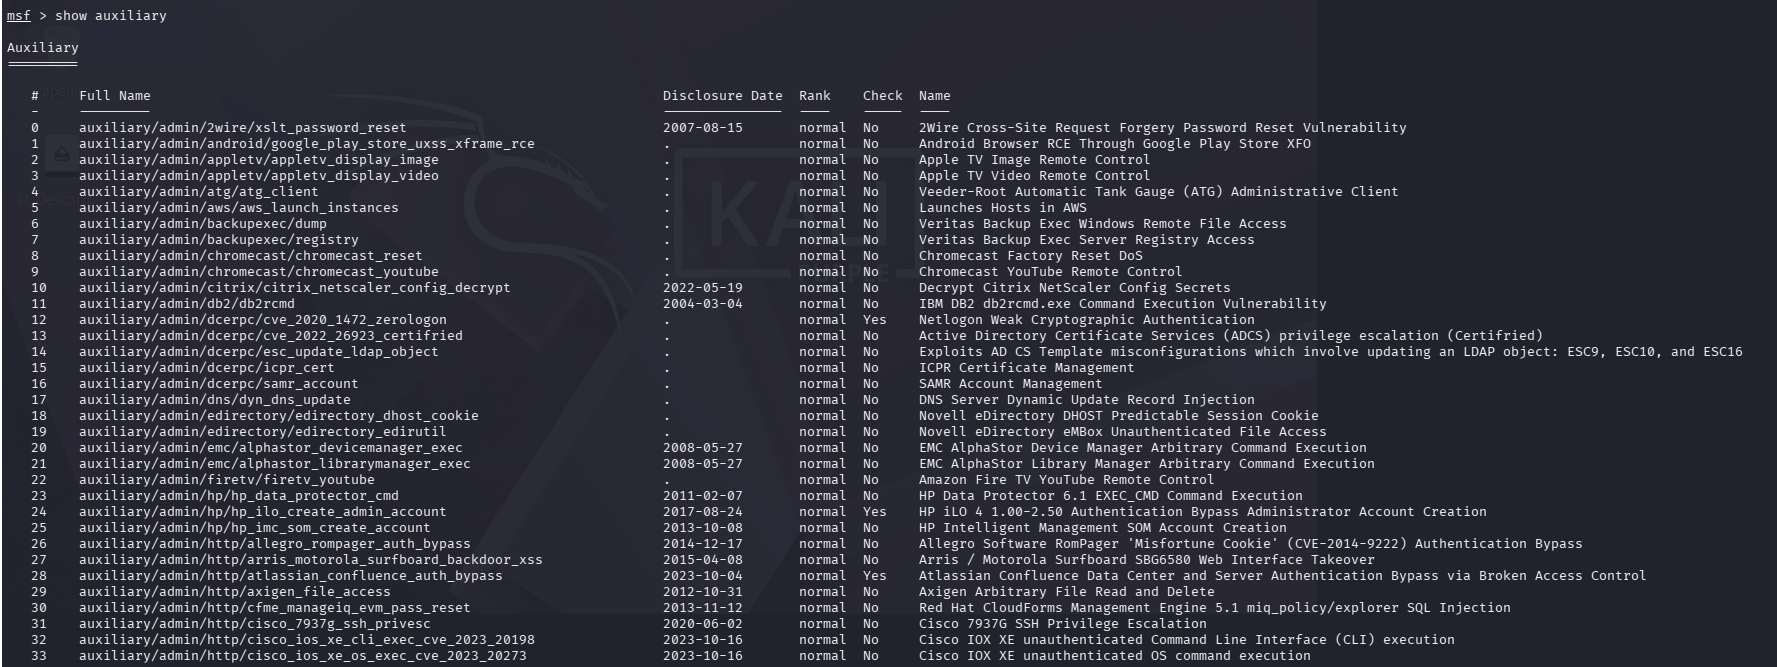 msf > show auxiliary
Auxiliary
=========
# Full Name Disclosure Date Rank Check Name
- --------- --------------- ---- ----- ----
0 auxiliary/admin/2wire/xslt_password_reset 2007-08-15 normal No 2Wire Cross-Site Request Forgery Password Reset Vulnerability
1 auxiliary/admin/android/google_play_store_uxss_xframe_rce . normal No Android Browser RCE Through Google Play Store XFO
2 auxiliary/admin/appletv/appletv_display_image . normal No Apple TV Image Remote Control
3 auxiliary/admin/appletv/appletv_display_video . normal No Apple TV Video Remote Control
4 auxiliary/admin/atg/atg_client . normal No Veeder-Root Automatic Tank Gauge (ATG) Administrative Client
5 auxiliary/admin/aws/aws_launch_instances . normal No Launches Hosts in AWS
6 auxiliary/admin/backupexec/dump . normal No Veritas Backup Exec Windows Remote File Access
7 auxiliary/admin/backupexec/registry . normal No Veritas Backup Exec Server Registry Access
8 auxiliary/admin/chromecast/chromecast_reset . normal No Chromecast Factory Reset DoS
9 auxiliary/admin/chromecast/chromecast_youtube . normal No Chromecast YouTube Remote Control
10 auxiliary/admin/citrix/citrix_netscaler_config_decrypt 2022-05-19 normal No Decrypt Citrix NetScaler Config Secrets
11 auxiliary/admin/db2/db2rcmd 2004-03-04 normal No IBM DB2 db2rcmd.exe Command Execution Vulnerability
12 auxiliary/admin/dcerpc/cve_2020_1472_zerologon . normal Yes Netlogon Weak Cryptographic Authentication
13 auxiliary/admin/dcerpc/cve_2022_26923_certifried . normal No Active Directory Certificate Services (ADCS) privilege escalation (Certifried)
14 auxiliary/admin/dcerpc/esc_update_ldap_object . normal No Exploits AD CS Template misconfigurations which involve updating an LDAP object: ESC9, ESC10, and ESC16
15 auxiliary/admin/dcerpc/icpr_cert . normal No ICPR Certificate Management
16 auxiliary/admin/dcerpc/samr_account . normal No SAMR Account Management
17 auxiliary/admin/dns/dyn_dns_update . normal No DNS Server Dynamic Update Record Injection
18 auxiliary/admin/edirectory/edirectory_dhost_cookie . normal No Novell eDirectory DHOST Predictable Session Cookie
19 auxiliary/admin/edirectory/edirectory_edirutil . normal No Novell eDirectory eMBox Unauthenticated File Access
20 auxiliary/admin/emc/alphastor_devicemanager_exec 2008-05-27 normal No EMC AlphaStor Device Manager Arbitrary Command Execution
21 auxiliary/admin/emc/alphastor_librarymanager_exec 2008-05-27 normal No EMC AlphaStor Library Manager Arbitrary Command Execution
22 auxiliary/admin/firetv/firetv_youtube . normal No Amazon Fire TV YouTube Remote Control
23 auxiliary/admin/hp/hp_data_protector_cmd 2011-02-07 normal No HP Data Protector 6.1 EXEC_CMD Command Execution
24 auxiliary/admin/hp/hp_ilo_create_admin_account 2017-08-24 normal Yes HP iLO 4 1.00-2.50 Authentication Bypass Administrator Account Creation
25 auxiliary/admin/hp/hp_imc_som_create_account 2013-10-08 normal No HP Intelligent Management SOM Account Creation
26 auxiliary/admin/http/allegro_rompager_auth_bypass 2014-12-17 normal No Allegro Software RomPager 'Misfortune Cookie' (CVE-2014-9222) Authentication Bypass
27 auxiliary/admin/http/arris_motorola_surfboard_backdoor_xss 2015-04-08 normal No Arris / Motorola Surfboard SBG6580 Web Interface Takeover
28 auxiliary/admin/http/atlassian_confluence_auth_bypass 2023-10-04 normal Yes Atlassian Confluence Data Center and Server Authentication Bypass via Broken Access Control
29 auxiliary/admin/http/axigen_file_access 2012-10-31 normal No Axigen Arbitrary File Read and Delete
30 auxiliary/admin/http/cfme_manageiq_evm_pass_reset 2013-11-12 normal No Red Hat CloudForms Management Engine 5.1 miq_policy/explorer SQL Injection
31 auxiliary/admin/http/cisco_7937g_ssh_privesc 2020-06-02 normal No Cisco 7937G SSH Privilege Escalation
32 auxiliary/admin/http/cisco_ios_xe_cli_exec_cve_2023_20198 2023-10-16 normal No Cisco IOX XE unauthenticated Command Line Interface (CLI) execution
33 auxiliary/admin/http/cisco_ios_xe_os_exec_cve_2023_20273 2023-10-16 normal No Cisco IOX XE unauthenticated OS command execution
KALI